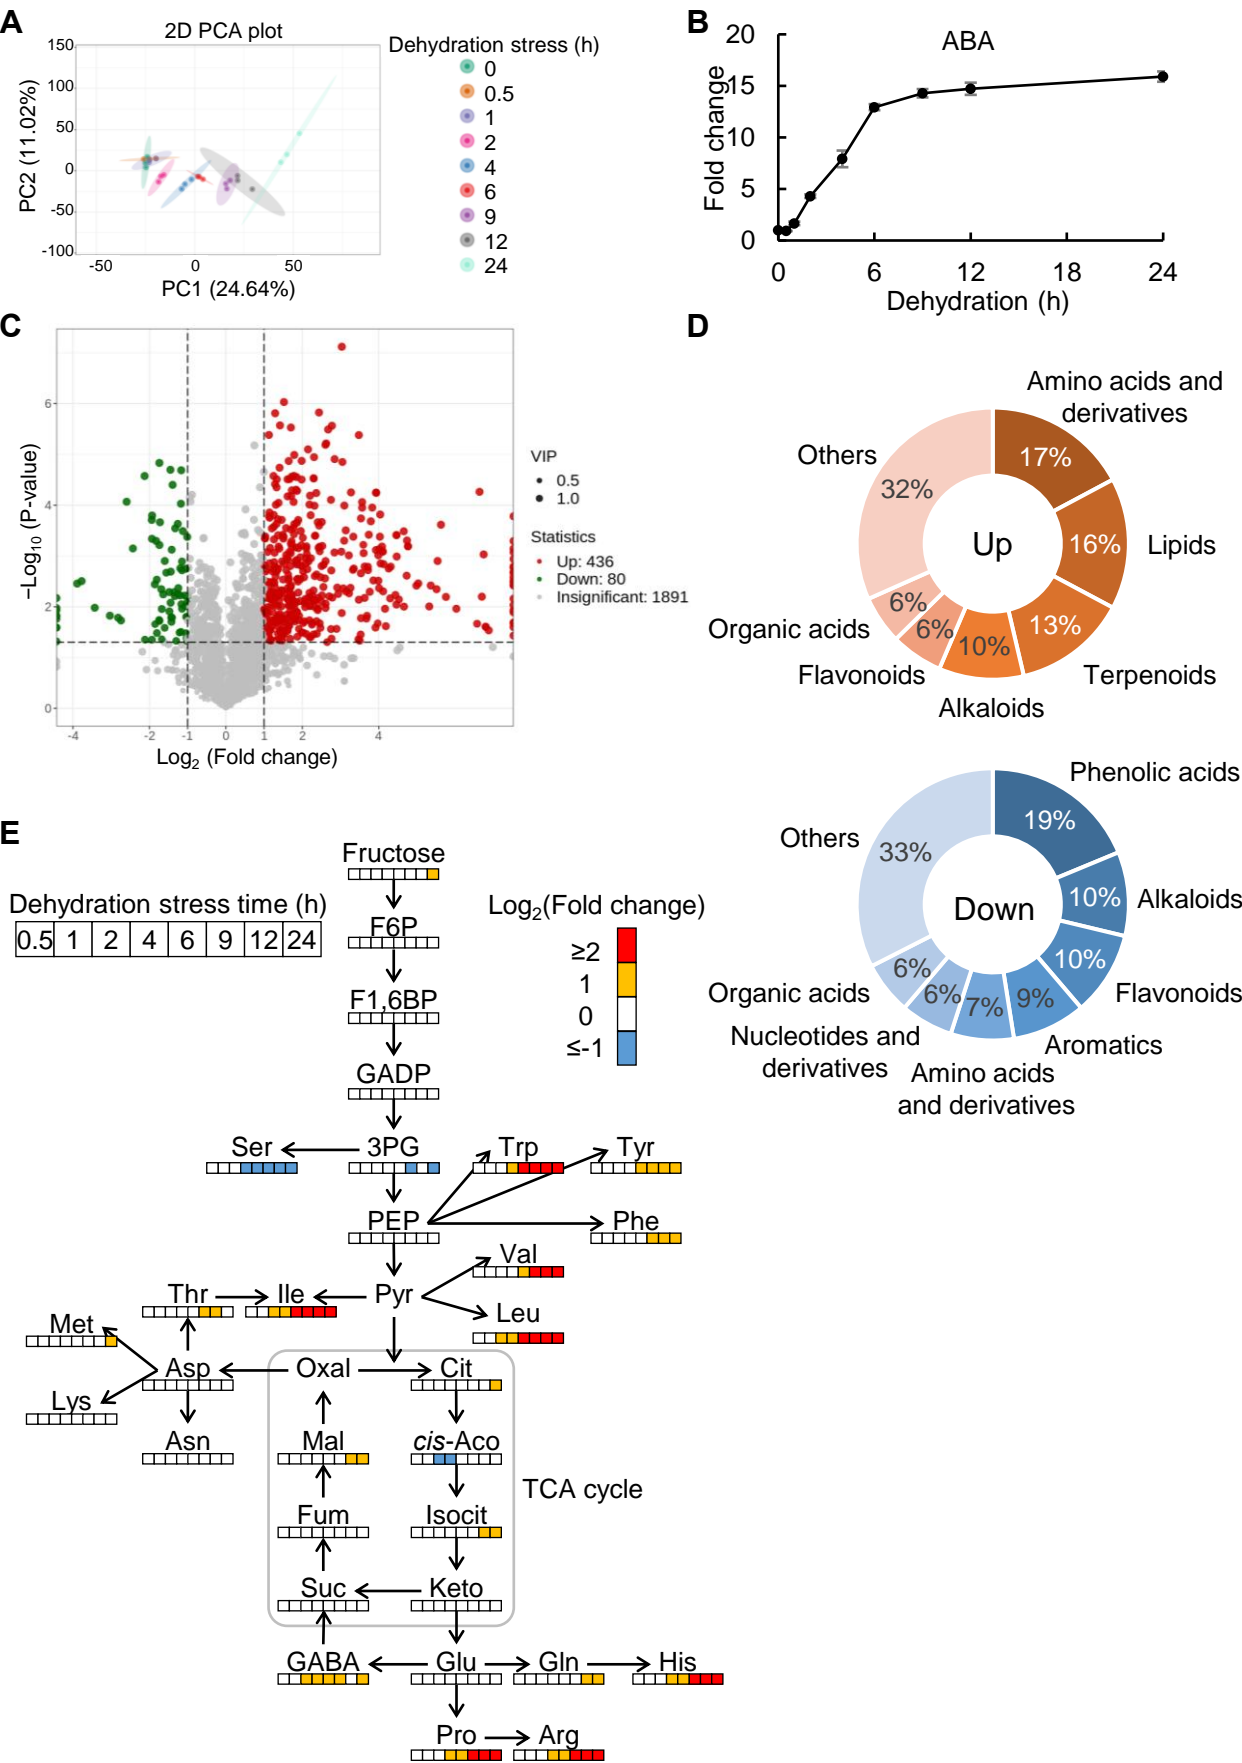 A
2D PCA plot
Dehydration stress (h)
150
100
50
0
-50
-100
PC2 (11.02%)
-50
0
50
PC1 (24.64%)
0
0.5
1
2
4
6
9
12
24
B
ABA
20
15
10
5
0
Fold change
0
6
12
18
24
Dehydration (h)
C
6
4
2
0
−Log10 (P-value)
-4
-2
-1
0
1
2
4
Log2 (Fold change)
VIP
0.5
1.0
Statistics
Up: 436
Down: 80
Insignificant: 1891
D
Amino acids and
derivatives
Others
17%
32%
Up
16%
Lipids
6%
Organic acids
6%
10%
13%
Flavonoids
Terpenoids
Alkaloids
Phenolic acids
Others
19%
33%
Down
10%
Alkaloids
10%
6%
Organic acids
6%
7%
9%
Flavonoids
Nucleotides and
derivatives
Aromatics
Amino acids
and derivatives
E
Dehydration stress time (h)
0.5 1 2 4 6 9 12 24
Log2(Fold change)
≥2
1
0
≤-1
Fructose
F6P
F1,6BP
GADP
Ser
3PG
Trp
Tyr
PEP
Phe
Val
Thr
Ile
Pyr
Leu
Met
Asp
Oxal
Cit
Lys
Asn
Mal
cis-Aco
TCA cycle
Fum
Isocit
Suc
Keto
GABA
Glu
Gln
His
Pro
Arg